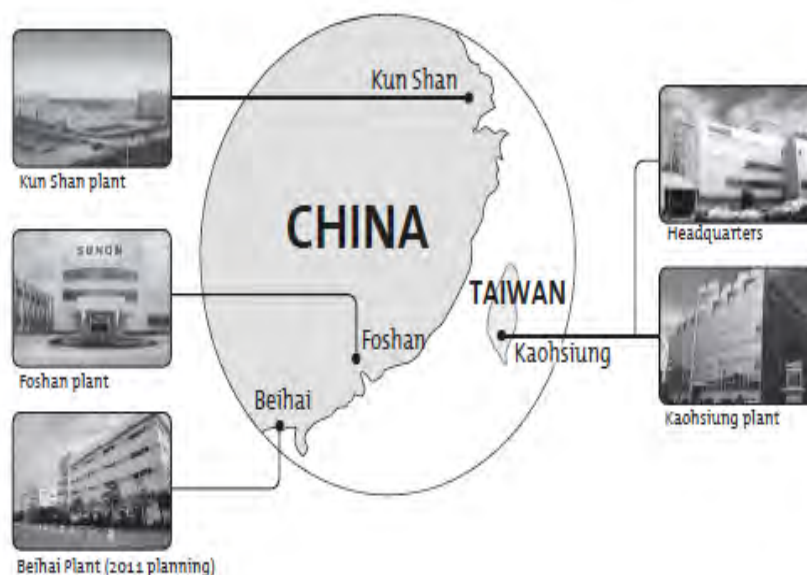 Kun Shan
Kun Shan plant
CHINA
SUNON
Foshan
Foshan plant
Beihai
Beihai Plant (2011 planning)
TAIWAN
Kaohsiung
Headquarters
Kaohsiung plant